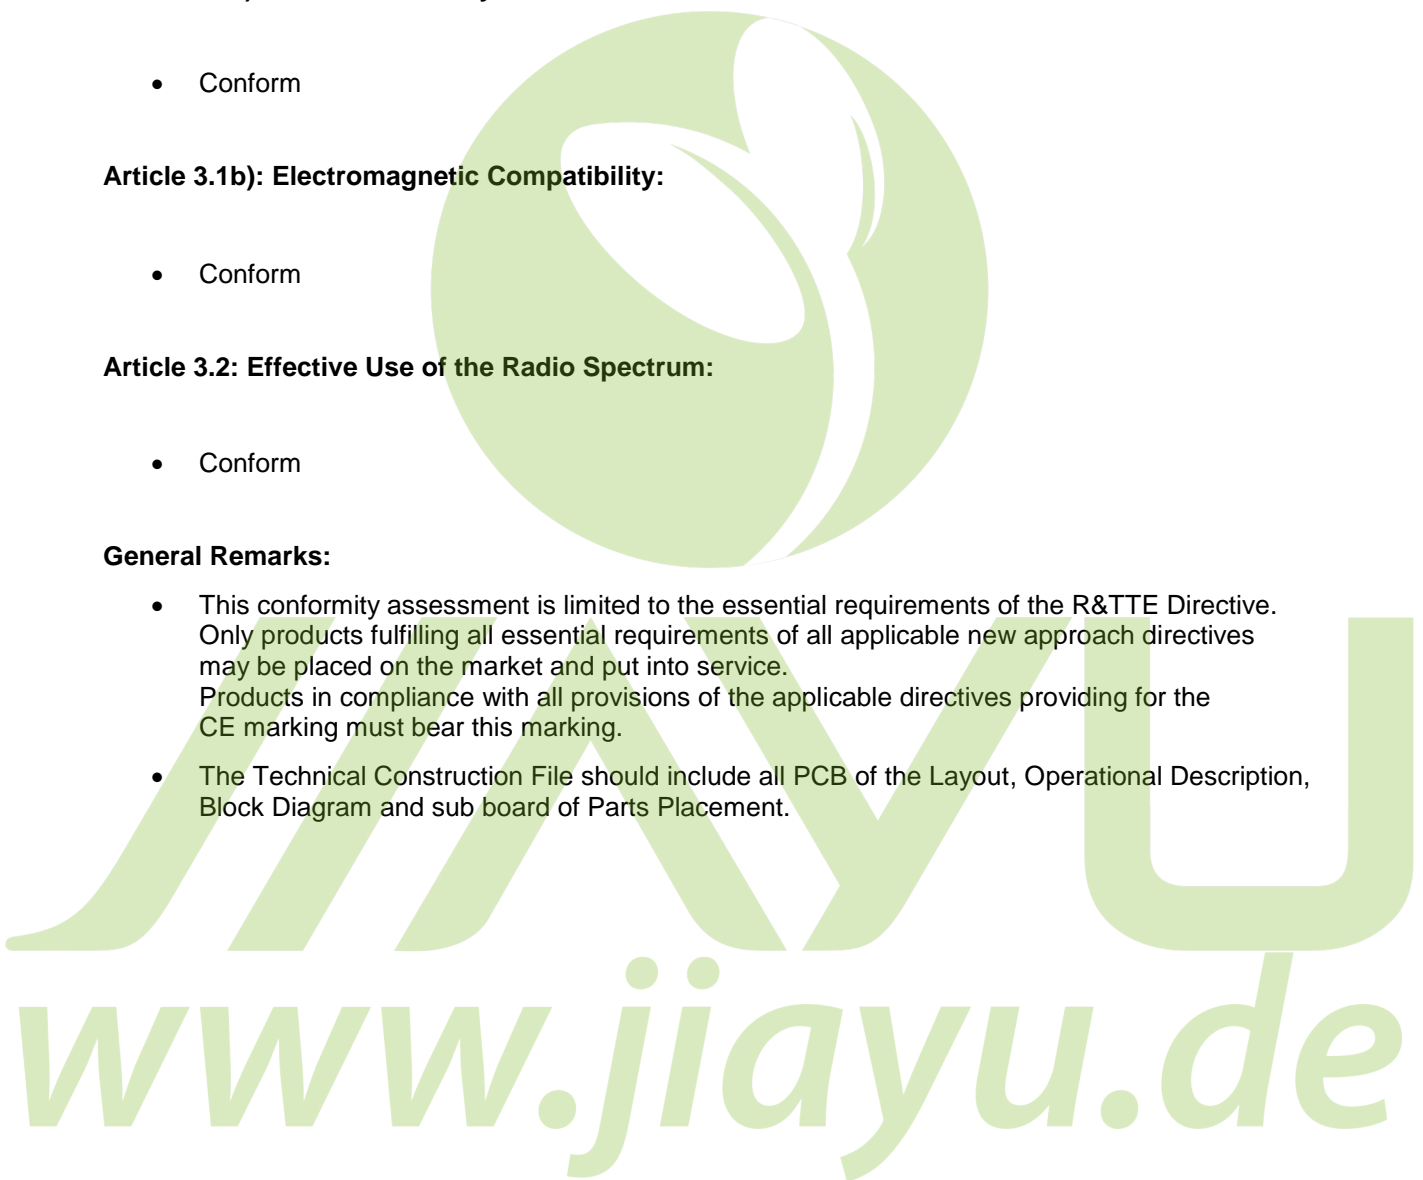 • Conform
Article 3.1b): Electromagnetic Compatibility:
• Conform
Article 3.2: Effective Use of the Radio Spectrum:
• Conform
General Remarks:
• This conformity assessment is limited to the essential requirements of the R&TTE Directive.
Only products fulfilling all essential requirements of all applicable new approach directives
may be placed on the market and put into service.
Products in compliance with all provisions of the applicable directives providing for the
CE marking must bear this marking.
• The Technical Construction File should include all PCB of the Layout, Operational Description,
Block Diagram and sub board of Parts Placement.
JIAYU
www.jiayu.de